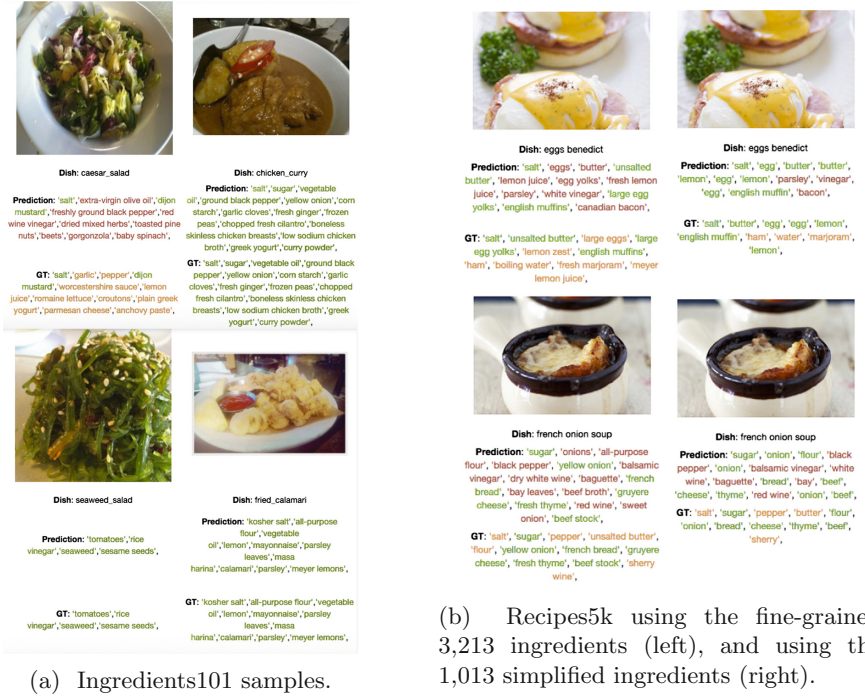 Dish: caesar_salad
Prediction: 'salt','extra-virgin olive oil','dijon
mustard','freshly ground black pepper','red
wine vinegar','dried mixed herbs','toasted pine
nuts','beets','gorgonzola','baby spinach',
GT: 'salt','garlic','pepper','dijon
mustard','worcestershire sauce','lemon
juice','romaine lettuce','croutons','plain greek
yogurt','parmesan cheese','anchovy paste',
Dish: chicken_curry
Prediction: 'salt','sugar','vegetable
oil','ground black pepper','yellow onion','corn
starch','garlic cloves','fresh ginger','frozen
peas','chopped fresh cilantro','boneless
skinless chicken breasts','low sodium chicken
broth','greek yogurt','curry powder',
GT: 'salt','sugar','vegetable oil','ground black
pepper','yellow onion','corn starch','garlic
cloves','fresh ginger','frozen peas','chopped
fresh cilantro','boneless skinless chicken
breasts','low sodium chicken broth','greek
yogurt','curry powder',
Dish: seaweed_salad
Prediction: 'tomatoes','rice
vinegar','seaweed','sesame seeds',
GT: 'tomatoes','rice
vinegar','seaweed','sesame seeds',
Dish: fried_calamari
Prediction: 'kosher salt','all-purpose
flour','vegetable
oil','lemon','mayonnaise','parsley
leaves','masa
harina','calamari','parsley','meyer lemons',
GT: 'kosher salt','all-purpose flour','vegetable
oil','lemon','mayonnaise','parsley
leaves','masa
harina','calamari','parsley','meyer lemons',
(a) Ingredients101 samples.
Dish: eggs benedict
Prediction: 'salt', 'eggs', 'butter', 'unsalted
butter', 'lemon juice', 'egg yolks', 'fresh lemon
juice', 'parsley', 'white vinegar', 'large egg
yolks', 'english muffins', 'canadian bacon',
GT: 'salt', 'unsalted butter', 'large eggs', 'large
egg yolks', 'lemon zest', 'english muffins',
'ham', 'boiling water', 'fresh marjoram', 'meyer
lemon juice',
Dish: eggs benedict
Prediction: 'salt', 'egg', 'butter', 'butter',
'lemon', 'egg', 'lemon', 'parsley', 'vinegar',
'egg', 'english muffin', 'bacon',
GT: 'salt', 'butter', 'egg', 'egg', 'lemon',
'english muffin', 'ham', 'water', 'marjoram',
'lemon',
Dish: french onion soup
Prediction: 'sugar', 'onions', 'all-purpose
flour', 'black pepper', 'yellow onion', 'balsamic
vinegar', 'dry white wine', 'baguette', 'french
bread', 'bay leaves', 'beef broth', 'gruyere
cheese', 'fresh thyme', 'red wine', 'sweet
onion', 'beef stock',
GT: 'salt', 'sugar', 'pepper', 'unsalted butter',
'flour', 'yellow onion', 'french bread', 'gruyere
cheese', 'fresh thyme', 'beef stock', 'sherry
wine',
Dish: french onion soup
Prediction: 'sugar', 'onion', 'flour', 'black
pepper', 'onion', 'balsamic vinegar', 'white
wine', 'baguette', 'bread', 'bay', 'beef',
'cheese', 'thyme', 'red wine', 'onion', 'beef',
GT: 'salt', 'sugar', 'pepper', 'butter', 'flour',
'onion', 'bread', 'cheese', 'thyme', 'beef',
'sherry',
(b) Recipes5k using the fine-graine
3,213 ingredients (left), and using th
1,013 simplified ingredients (right).